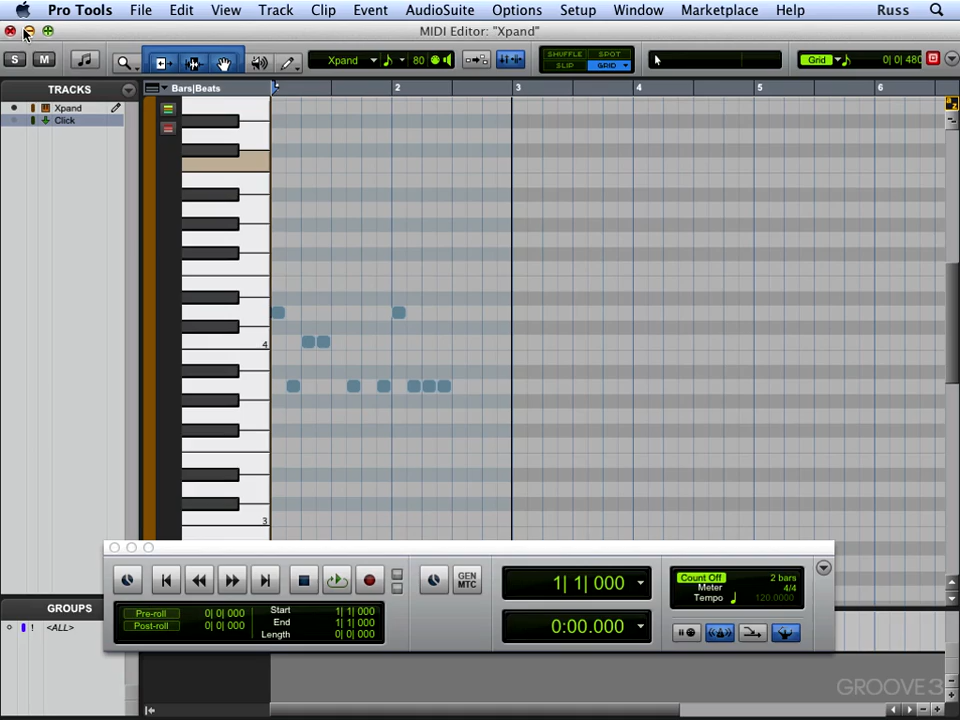 Pro Tools File Edit View Track Clip Event AudioSuite Options Setup Window Marketplace Help Russ
MIDI Editor: "Xpand"
S M Xpand 80 SHUFFLE SPOT Grid 0| 0| 480
SLIP GRID
TRACKS Bars|Beats 2 3 4 5 6
Xpand
Click
4
3
GEN
MTC
1| 1| 000
Count Off 2 bars
Meter 4/4
Tempo 120.0000
Pre-roll 0| 0| 000 Start 1| 1| 000
Post-roll 0| 0| 000 End 1| 1| 000
Length 0| 0| 000
0:00.000
GROUPS
! <ALL>
GROOVE3